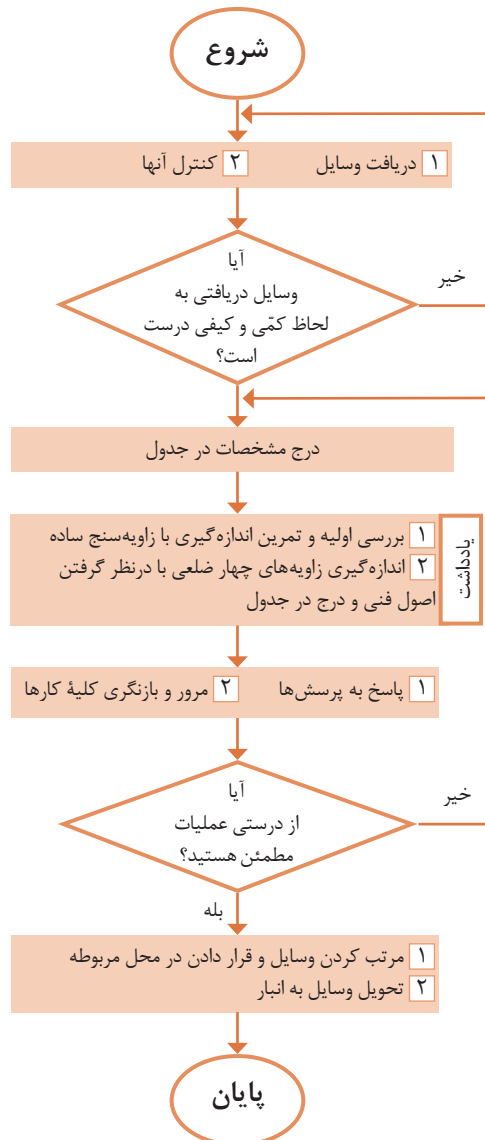 شروع
۱ دریافت وسایل ۲ کنترل آنها
آیا
وسایل دریافتی به
لحاظ کمّی و کیفی درست
است؟
خیر
درج مشخصات در جدول
یادداشت
۱ بررسی اولیه و تمرین اندازه‌گیری با زاویه‌سنج ساده
۲ اندازه‌گیری زاویه‌های چهار ضلعی با درنظر گرفتن
اصول فنی و درج در جدول
۱ پاسخ به پرسش‌ها ۲ مرور و بازنگری کلیۀ کارها
آیا
از درستی عملیات
مطمئن هستید؟
خیر
بله
۱ مرتب کردن وسایل و قرار دادن در محل مربوطه
۲ تحویل وسایل به انبار
پایان